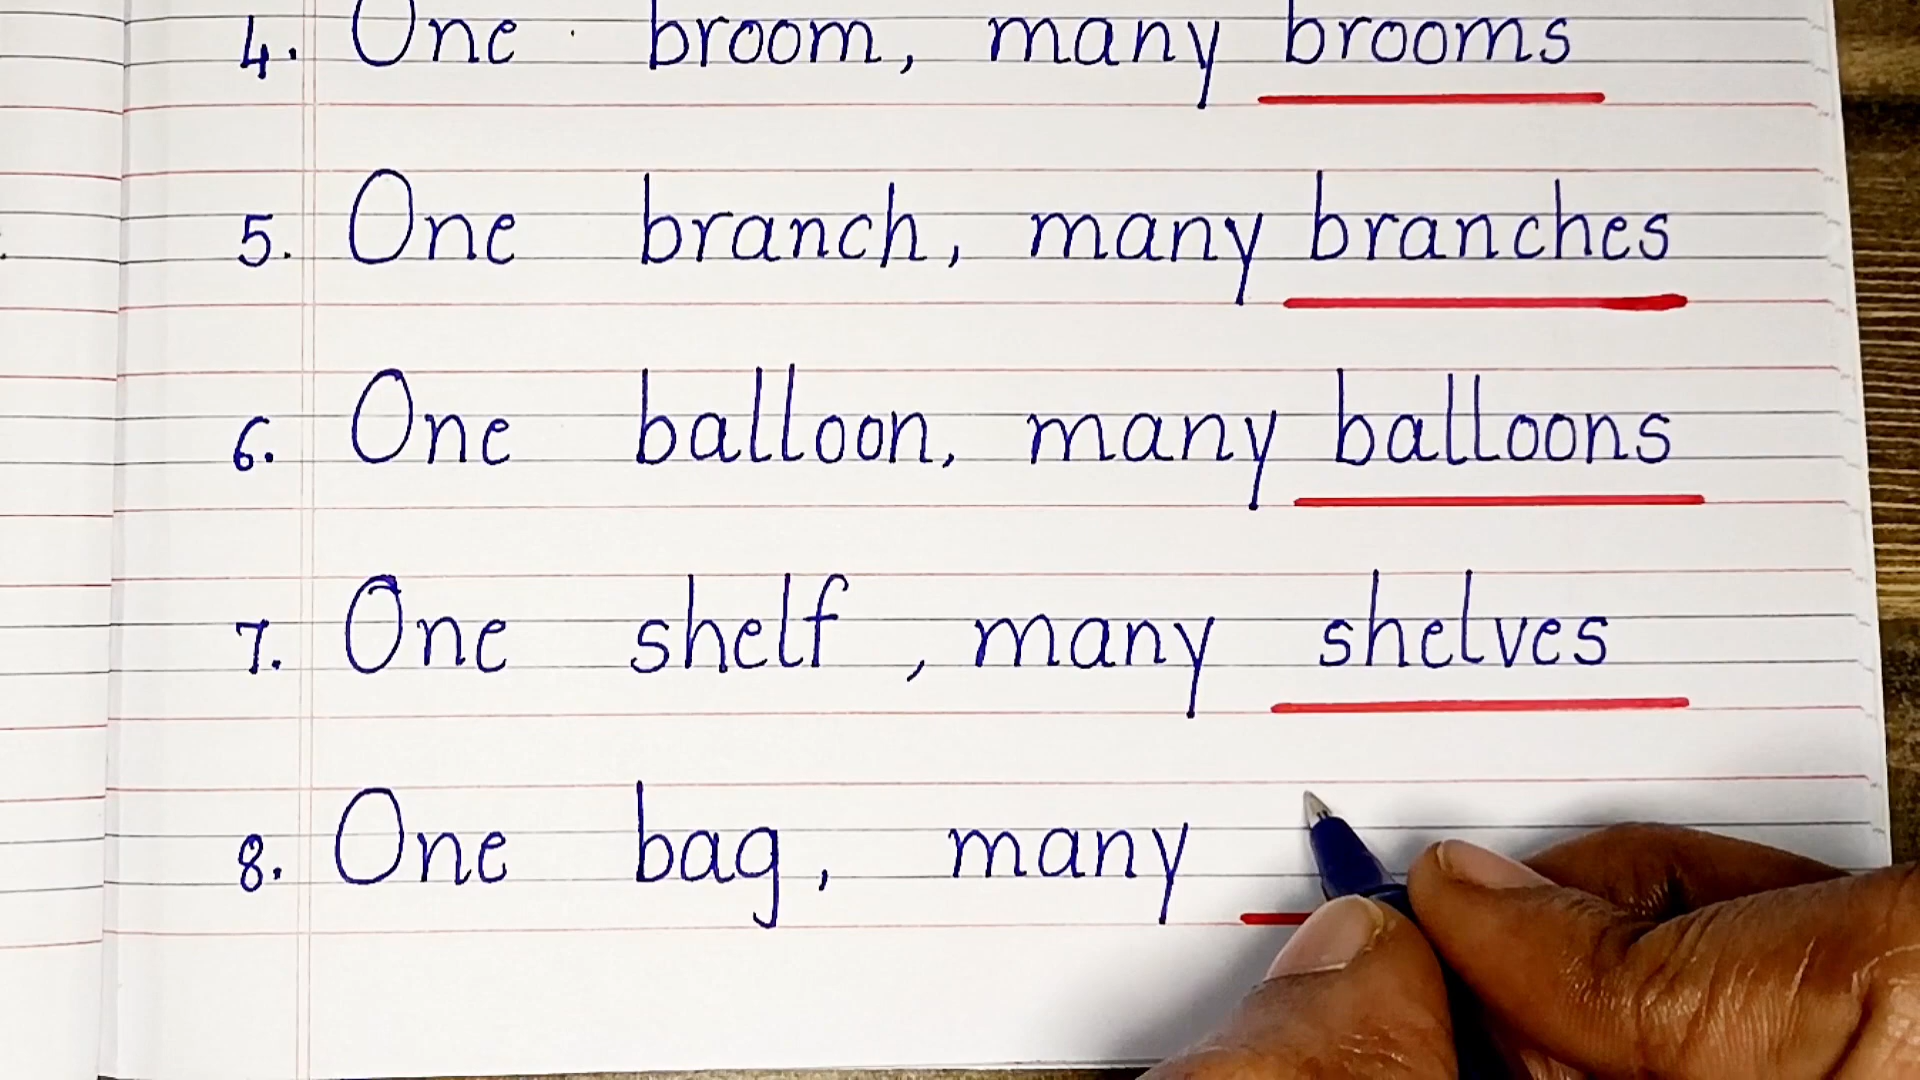 4. One broom, many brooms
5. One branch, many branches
6. One balloon, many balloons
7. One shelf , many shelves
8. One bag, many